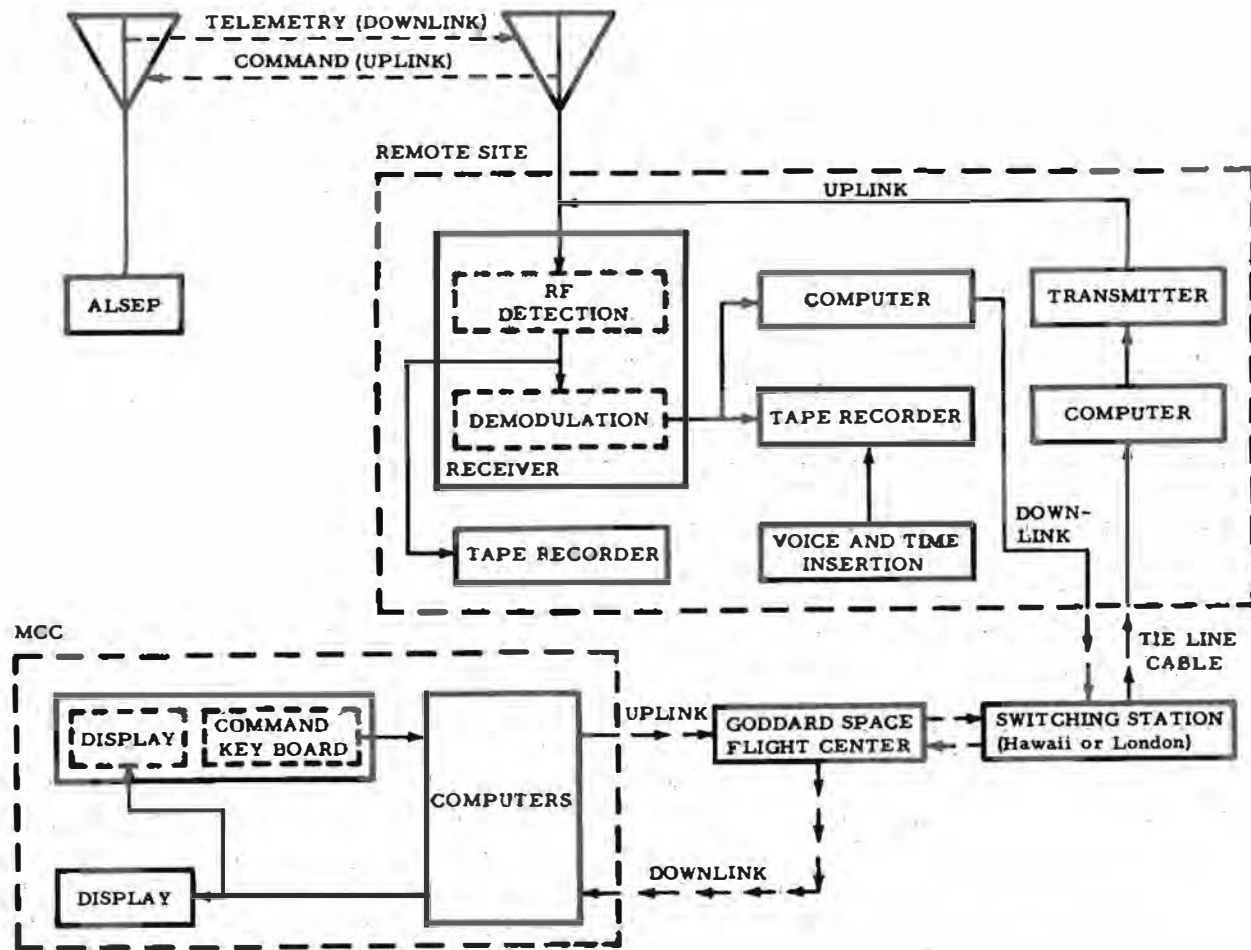 TELEMETRY (DOWNLINK)
COMMAND (UPLINK)
REMOTE SITE
UPLINK
ALSEP
RF
DETECTION
COMPUTER
TRANSMITTER
DEMODULATION
RECEIVER
TAPE RECORDER
COMPUTER
TAPE RECORDER
VOICE AND TIME
INSERTION
DOWN-
LINK
MCC
TIE LINE
CABLE
DISPLAY
COMMAND
KEY BOARD
UPLINK
GODDARD SPACE
FLIGHT CENTER
SWITCHING STATION
(Hawaii or London)
COMPUTERS
DISPLAY
DOWNLINK